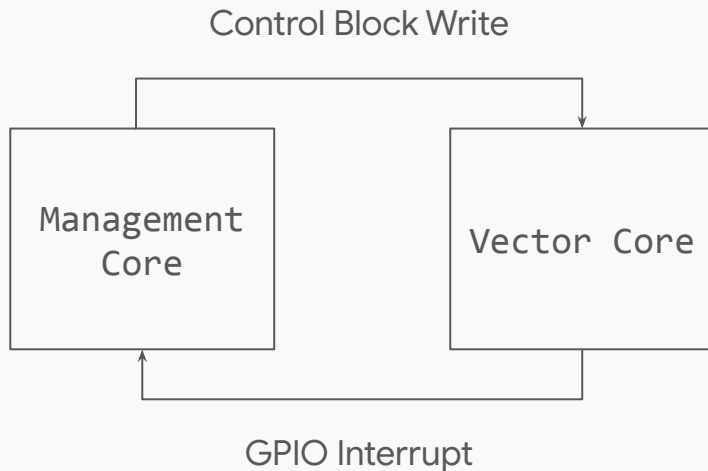 Control Block Write
Management
Core
Vector Core
GPIO Interrupt